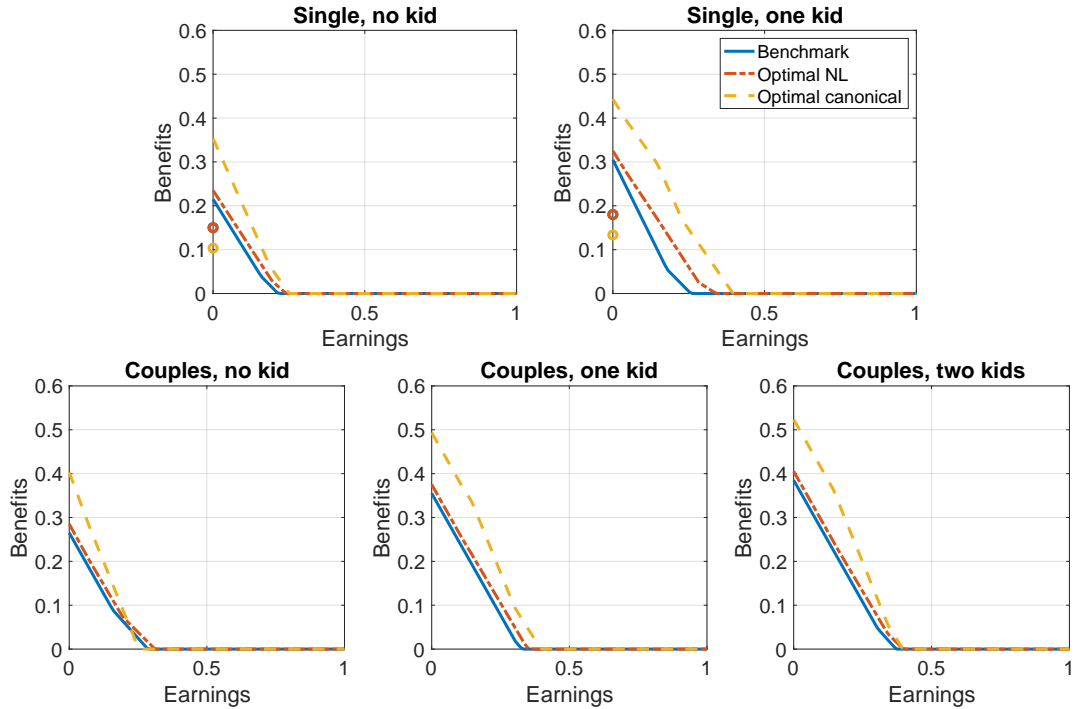 Single, no kid
0.6
0.5
0.4
0.3
0.2
0.1
0
Benefits
0
0.5
1
Earnings
Single, one kid
Benchmark
Optimal NL
Optimal canonical
0.6
0.5
0.4
0.3
0.2
0.1
0
Benefits
0
0.5
1
Earnings
Couples, no kid
0.6
0.5
0.4
0.3
0.2
0.1
0
Benefits
0
0.5
1
Earnings
Couples, one kid
0.6
0.5
0.4
0.3
0.2
0.1
0
Benefits
0
0.5
1
Earnings
Couples, two kids
0.6
0.5
0.4
0.3
0.2
0.1
0
Benefits
0
0.5
1
Earnings